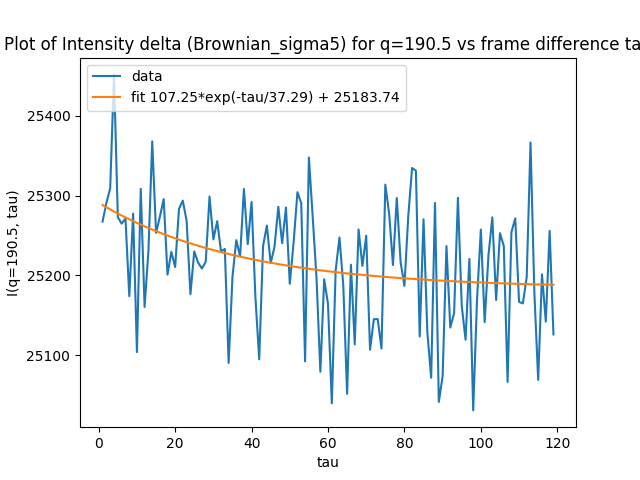 Plot of Intensity delta (Brownian_sigma5) for q=190.5 vs frame difference ta
data
fit 107.25*exp(-tau/37.29) + 25183.74
25400
25300
25200
25100
I(q=190.5, tau)
0 20 40 60 80 100 120
tau